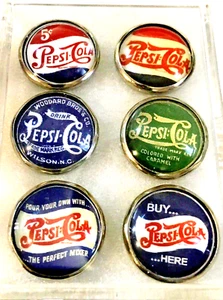 5¢
PEPSI-COLA
PEPSI-COLA
WOODARD BROS. CO.
DRINK
PEPSI-COLA
WILSON, N.C.
PEPSI-COLA
COLORED WITH
CARAMEL
POUR YOUR OWN WITH...
PEPSI-COLA
...THE PERFECT MIXER
BUY...
PEPSI-COLA
...HERE